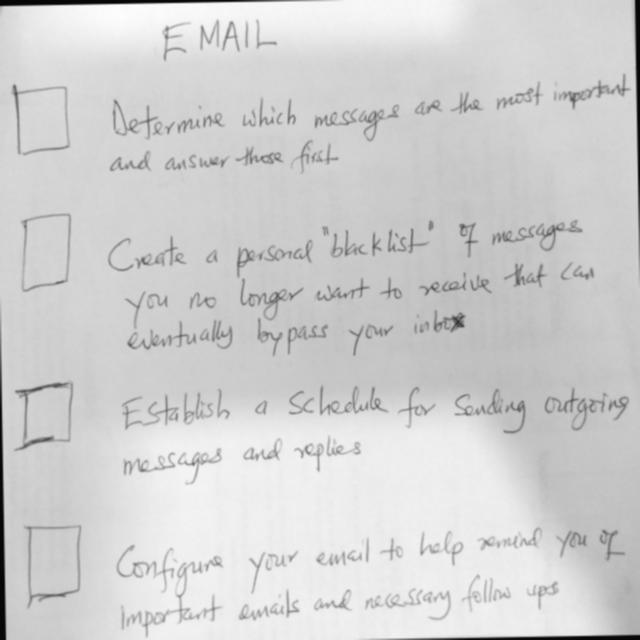 EMAIL
Determine which messages are the most important
and answer those first
Create a personal "blacklist" of messages
you no longer want to receive that can
eventually bypass your inbox
Establish a schedule for sending outgoing
messages and replies
Configure your email to help remind you of
important emails and necessary follow ups